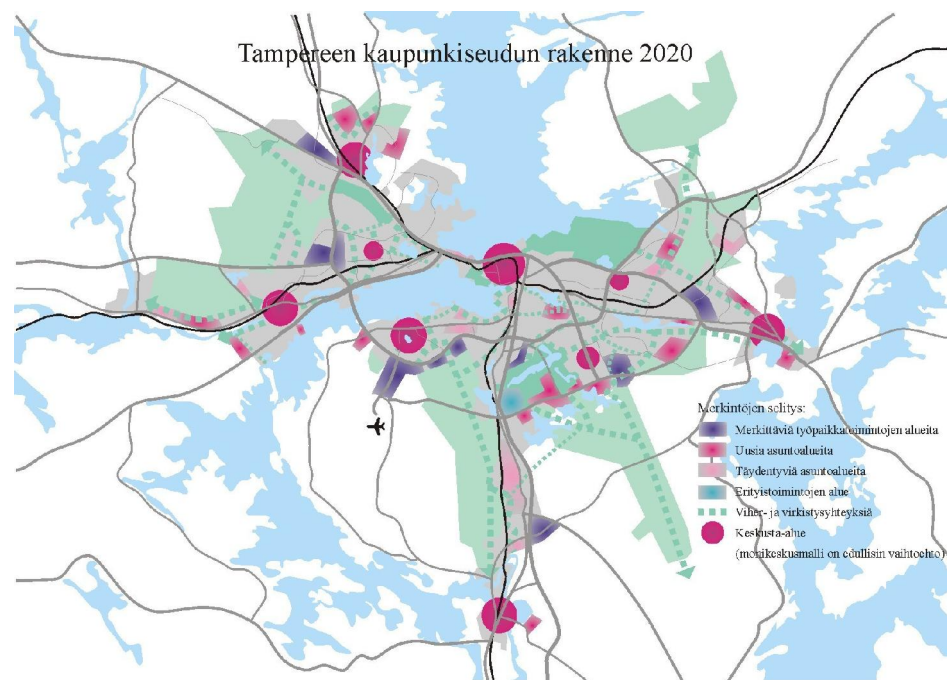 Tampereen kaupunkiseudun rakenne 2020
Merkintöjen selitys:
Merkittäviä työpaikkatoimintojen alueita
Uusia asuntoalueita
Täydentyviä asuntoalueita
Erityistoimintojen alue
Viher- ja virkistysyhteyksiä
Keskusta-alue
(monikeskusmalli on edullisin vaihtoehto)